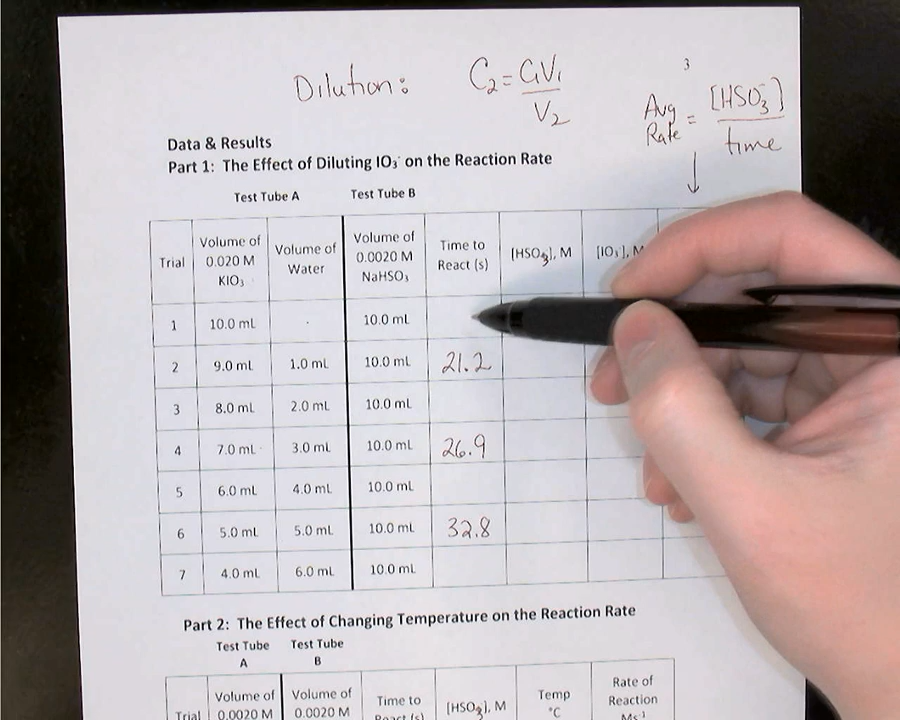 Dilution: C₂ = C₁V₁ / V₂
3
Avg Rate = [HSO₃⁻] / time
Data & Results
Part 1: The Effect of Diluting IO₃⁻ on the Reaction Rate
Test Tube A Test Tube B
Trial Volume of 0.020 M KIO₃ Volume of Water Volume of 0.0020 M NaHSO₃ Time to React (s) [HSO₃], M [IO₃], M
1 10.0 mL - 10.0 mL
2 9.0 mL 1.0 mL 10.0 mL 21.2
3 8.0 mL 2.0 mL 10.0 mL
4 7.0 mL 3.0 mL 10.0 mL 26.9
5 6.0 mL 4.0 mL 10.0 mL
6 5.0 mL 5.0 mL 10.0 mL 32.8
7 4.0 mL 6.0 mL 10.0 mL
Part 2: The Effect of Changing Temperature on the Reaction Rate
Test Tube A Test Tube B
Trial Volume of 0.0020 M Volume of 0.0020 M Time to React (s) [HSO₃], M Temp °C Rate of Reaction Ms⁻¹